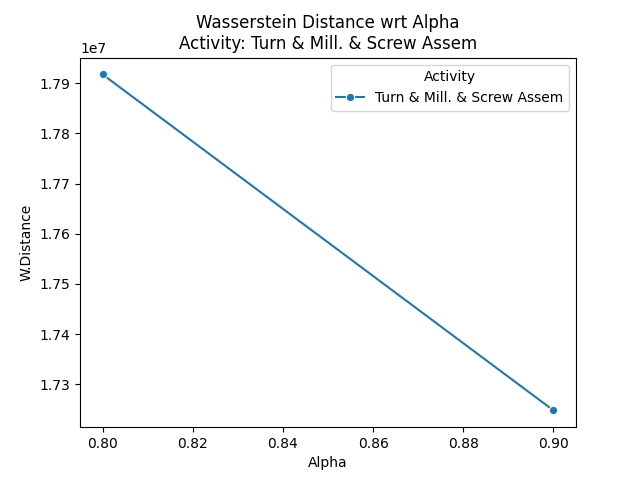 Wasserstein Distance wrt Alpha
Activity: Turn & Mill. & Screw Assem
1e7
Activity
Turn & Mill. & Screw Assem
1.79
1.78
1.77
1.76
1.75
1.74
1.73
W.Distance
0.80 0.82 0.84 0.86 0.88 0.90
Alpha